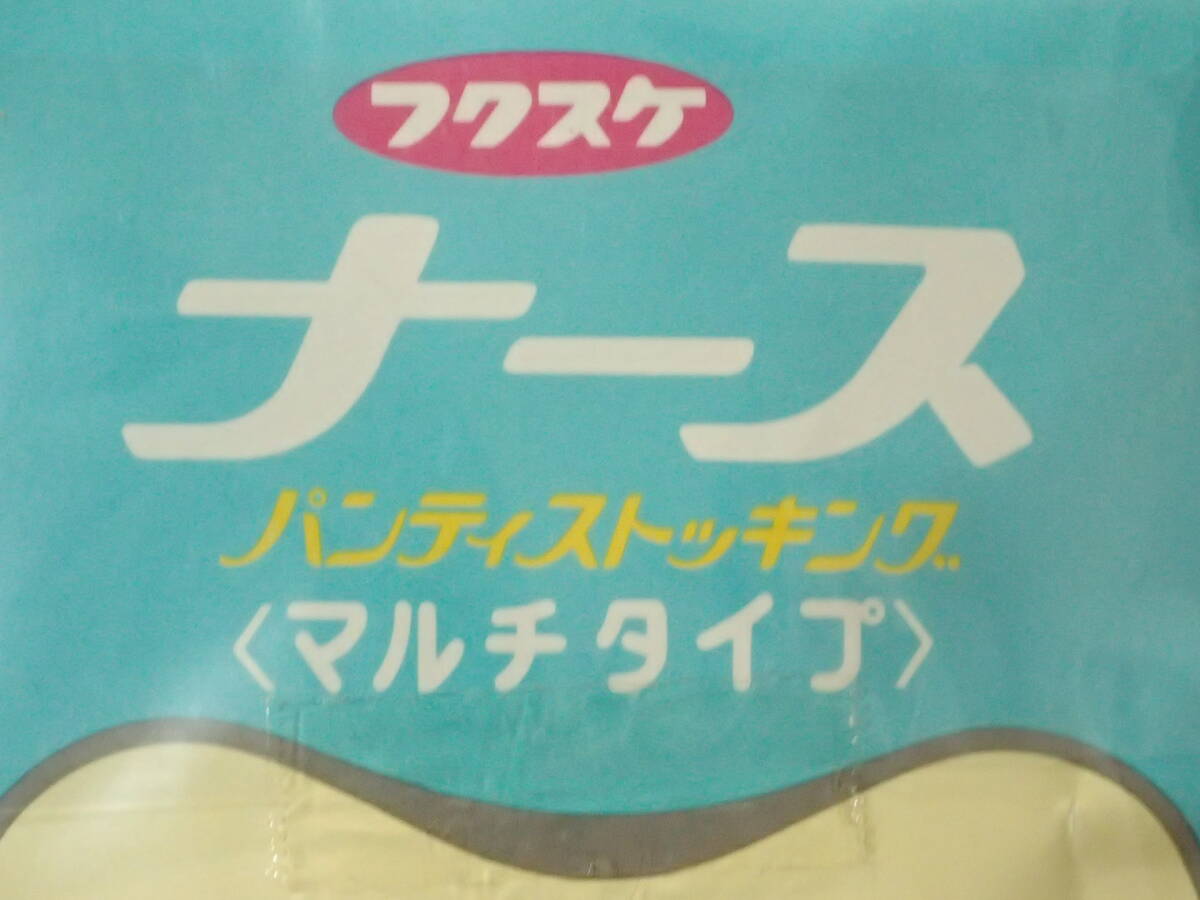 フクスケ
ナース
パンティストッキング
〈マルチタイプ〉